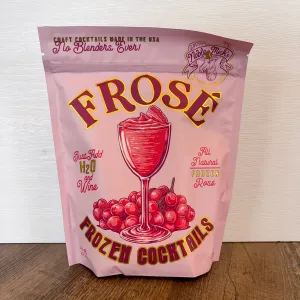 CRAFT COCKTAILS MADE IN THE USA
No Blenders Ever!
FROSÉ
Just Add
H2O
and
Wine
All
Natural
FROZEN
Rose
FROZEN COCKTAILS